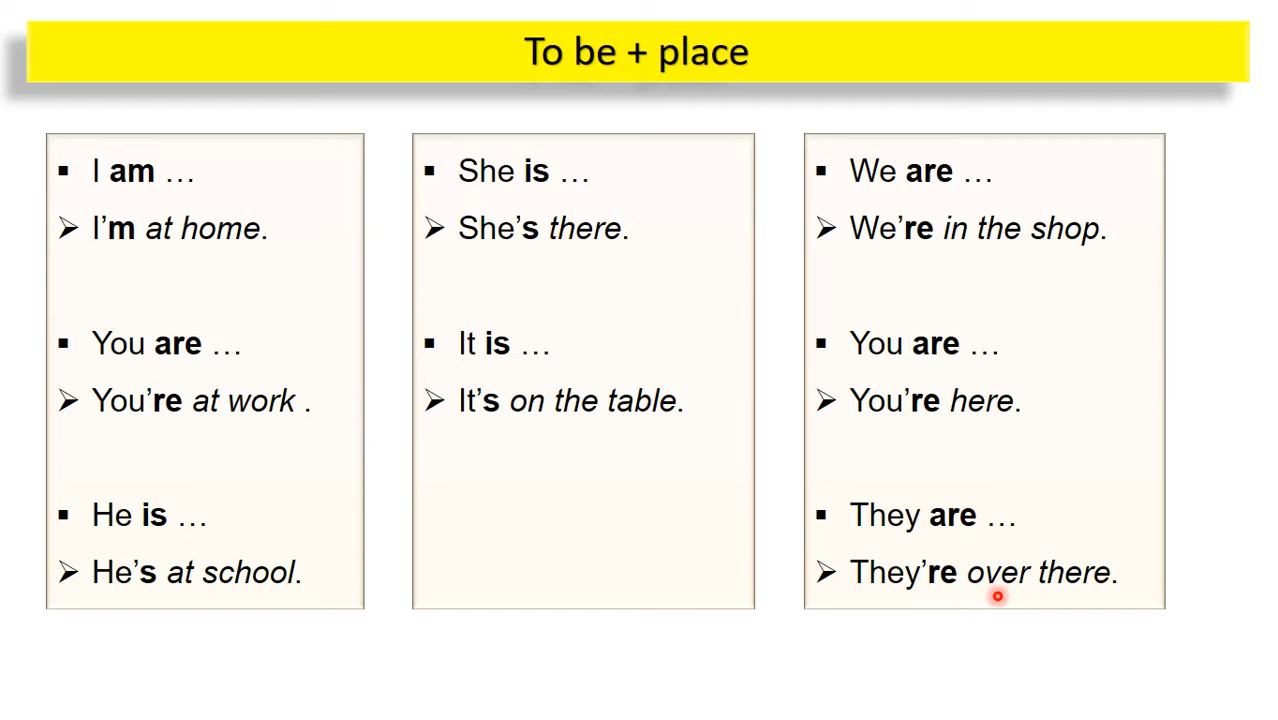 To be + place
▪ I am …
➢ I’m at home.
▪ You are …
➢ You’re at work .
▪ He is …
➢ He’s at school.
▪ She is …
➢ She’s there.
▪ It is …
➢ It’s on the table.
▪ We are …
➢ We’re in the shop.
▪ You are …
➢ You’re here.
▪ They are …
➢ They’re over there.